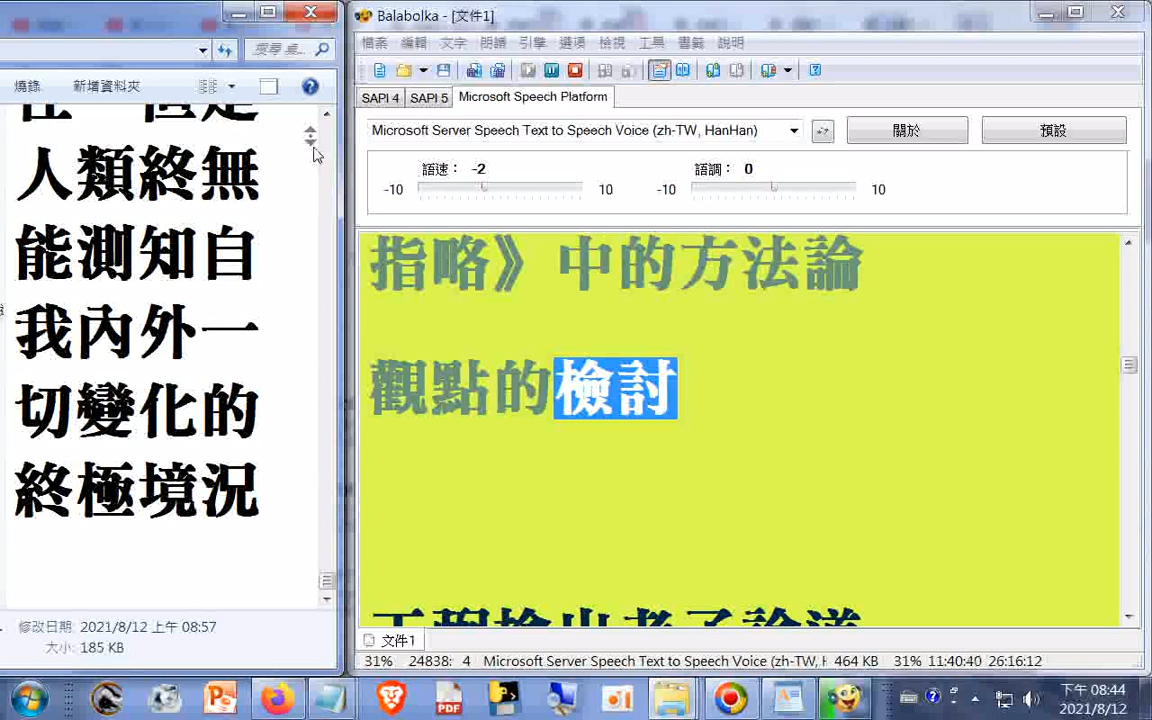 Balabolka - [文件1]
搜尋 桌...
檔案 編輯 文字 朗讀 引擎 選項 檢視 工具 書籤 說明
燒錄 新增資料夾
SAPI 4 SAPI 5 Microsoft Speech Platform
Microsoft Server Speech Text to Speech Voice (zh-TW, HanHan) 關於 預設
語速： -2 語調： 0
-10 10 -10 10
人類終無
能測知自
我內外一
切變化的
終極境況
修改日期: 2021/8/12 上午 08:57
大小: 185 KB
指略》中的方法論
觀點的檢討
文件1
31% 24838: 4 Microsoft Server Speech Text to Speech Voice (zh-TW, H 464 KB 31% 11:40:40 26:16:12
PDF
下午 08:44
2021/8/12